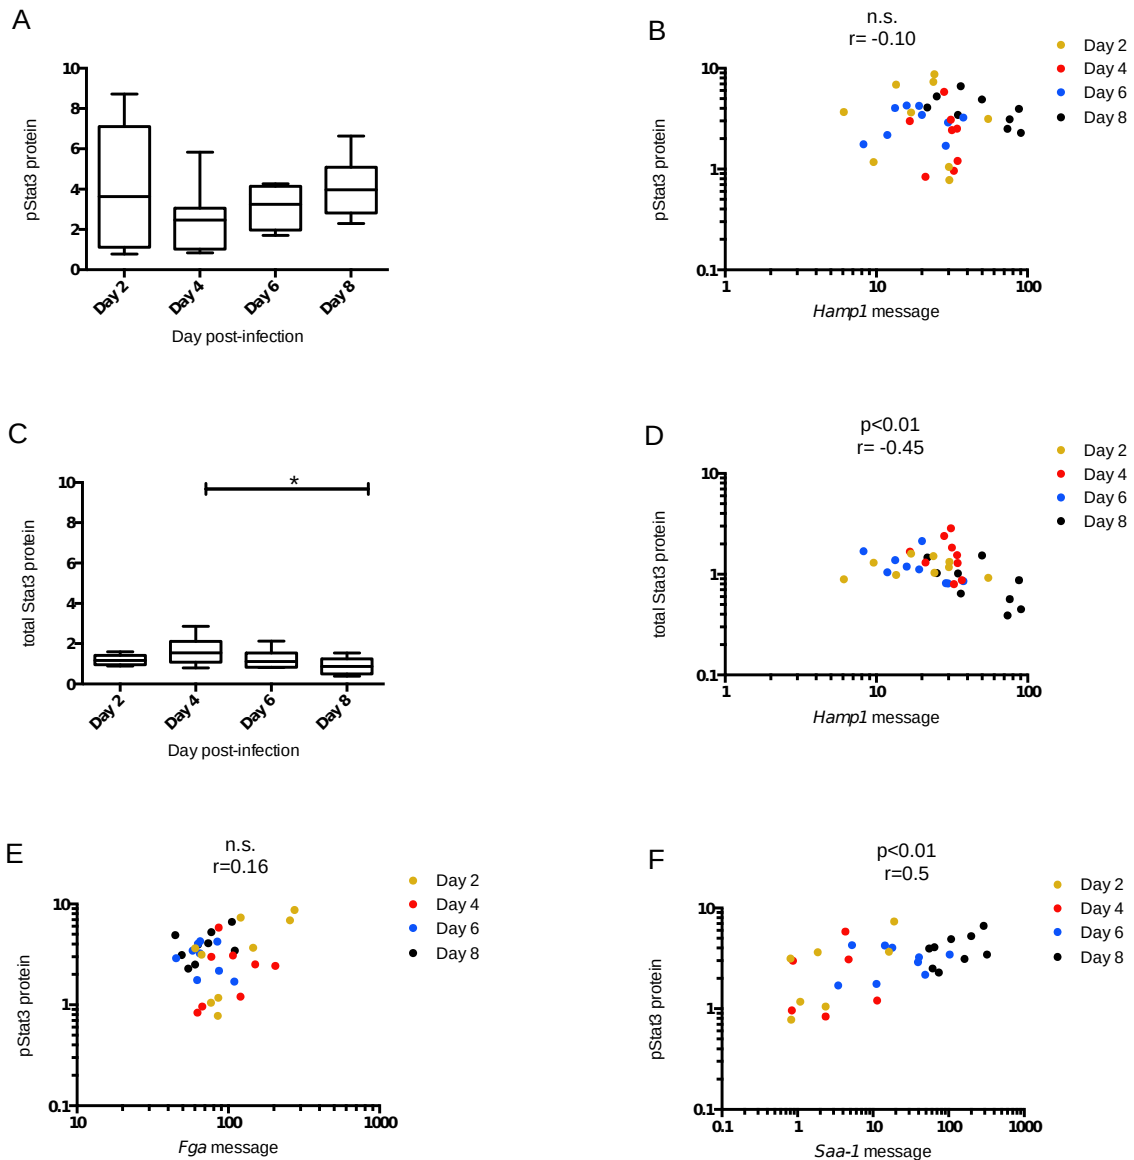 A
pStat3 protein
10
8
6
4
2
0
Day 2
Day 4
Day 6
Day 8
Day post-infection
B
n.s.
r= -0.10
pStat3 protein
10
1
0.1
1
10
100
Hamp1 message
Day 2
Day 4
Day 6
Day 8
C
total Stat3 protein
10
8
6
4
2
0
*
Day 2
Day 4
Day 6
Day 8
Day post-infection
D
p<0.01
r= -0.45
total Stat3 protein
10
1
0.1
1
10
100
Hamp1 message
Day 2
Day 4
Day 6
Day 8
E
n.s.
r=0.16
pStat3 protein
10
1
0.1
10
100
1000
Fga message
Day 2
Day 4
Day 6
Day 8
F
p<0.01
r=0.5
pStat3 protein
10
1
0.1
0.1
1
10
100
1000
Saa-1 message
Day 2
Day 4
Day 6
Day 8